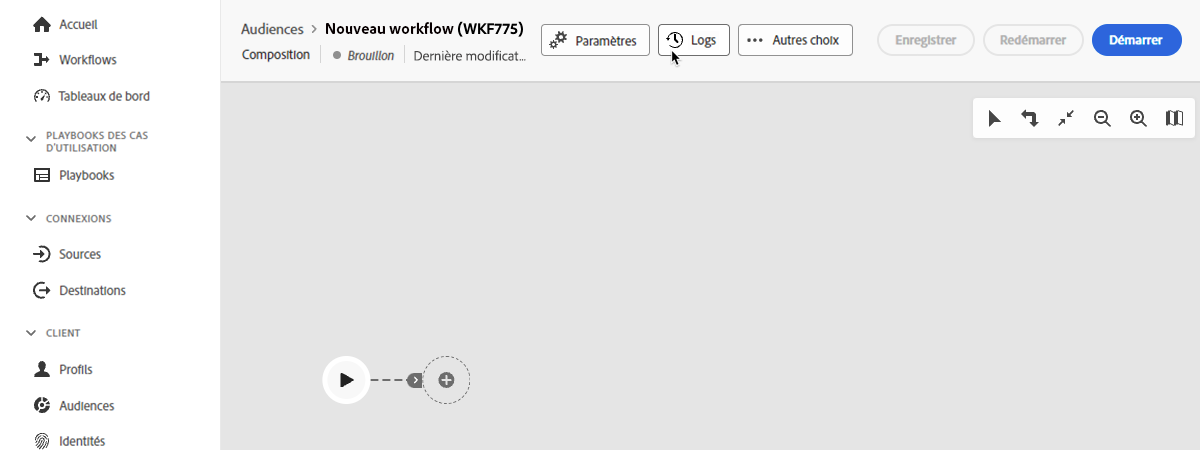 Accueil
Workflows
Tableaux de bord
PLAYBOOKS DES CAS
D'UTILISATION
Playbooks
CONNEXIONS
Sources
Destinations
CLIENT
Profils
Audiences
Identités
Audiences > Nouveau workflow (WKF775)
Composition Brouillon Dernière modificat...
Paramètres
Logs
Autres choix
Enregistrer
Redémarrer
Démarrer